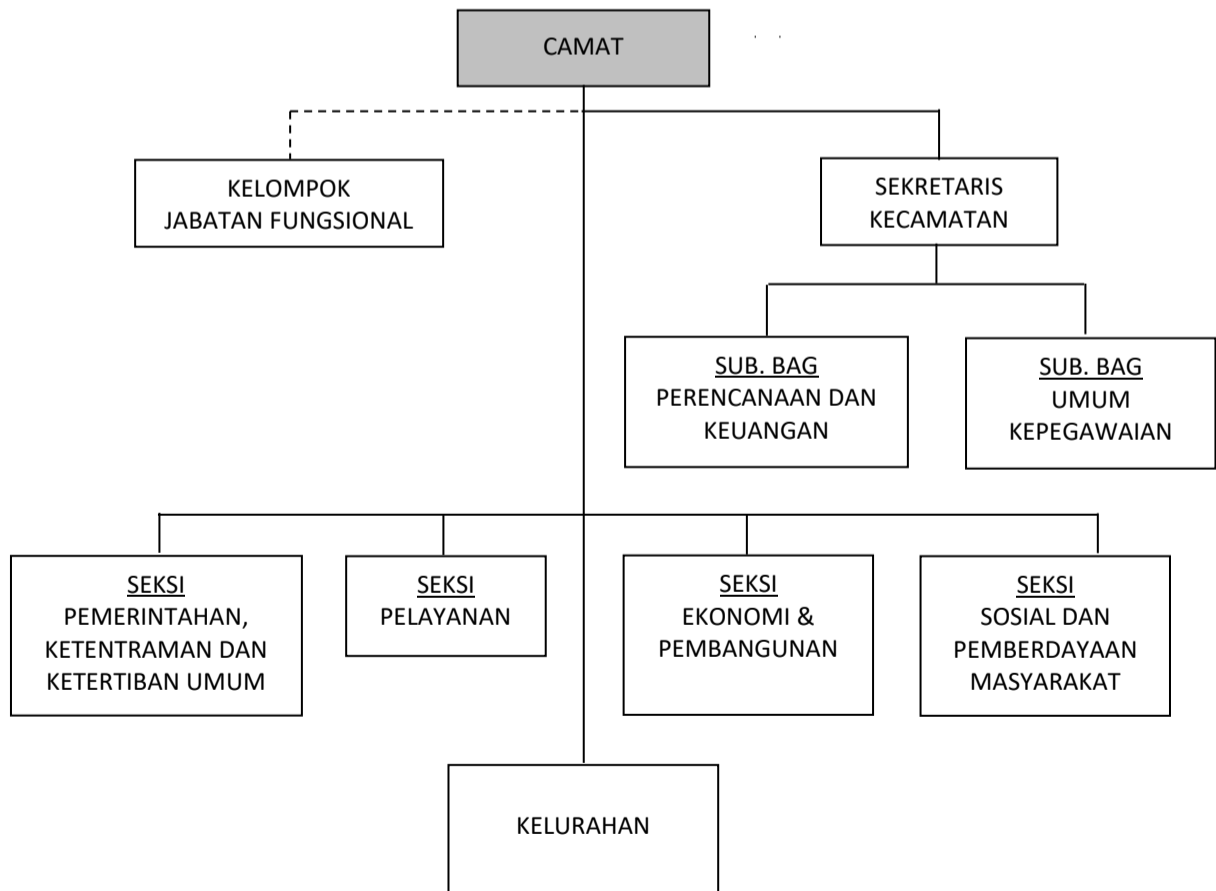 CAMAT
KELOMPOK
JABATAN FUNGSIONAL
SEKRETARIS
KECAMATAN
SUB. BAG
PERENCANAAN DAN
KEUANGAN
SUB. BAG
UMUM
KEPEGAWAIAN
SEKSI
PEMERINTAHAN,
KETENTRAMAN DAN
KETERTIBAN UMUM
SEKSI
PELAYANAN
SEKSI
EKONOMI &
PEMBANGUNAN
SEKSI
SOSIAL DAN
PEMBERDAYAAN
MASYARAKAT
KELURAHAN